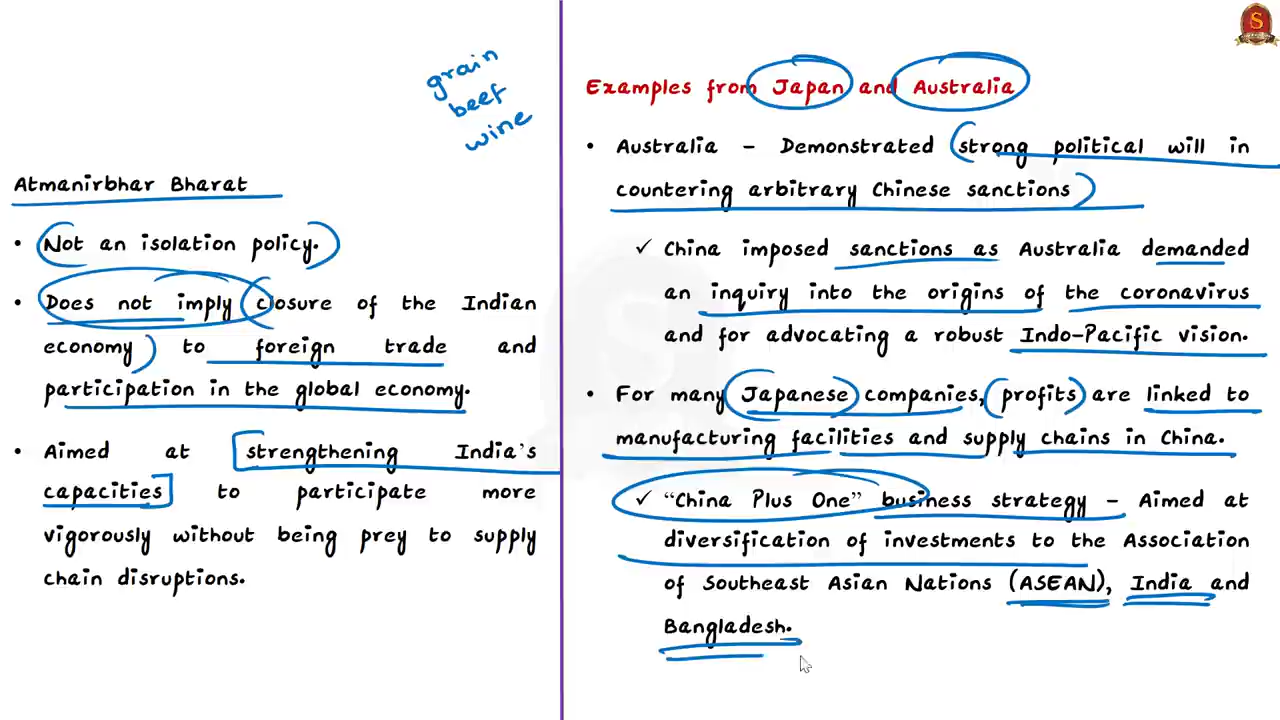 grain
beef
wine
Atmanirbhar Bharat
• Not an isolation policy.
• Does not imply closure of the Indian
economy to foreign trade and
participation in the global economy.
• Aimed at strengthening India's
capacities to participate more
vigorously without being prey to supply
chain disruptions.
S
Examples from Japan and Australia
• Australia - Demonstrated strong political will in
countering arbitrary Chinese sanctions
✓ China imposed sanctions as Australia demanded
an inquiry into the origins of the coronavirus
and for advocating a robust Indo-Pacific vision.
• For many Japanese companies, profits are linked to
manufacturing facilities and supply chains in China.
✓ “China Plus One” business strategy - Aimed at
diversification of investments to the Association
of Southeast Asian Nations (ASEAN), India and
Bangladesh.